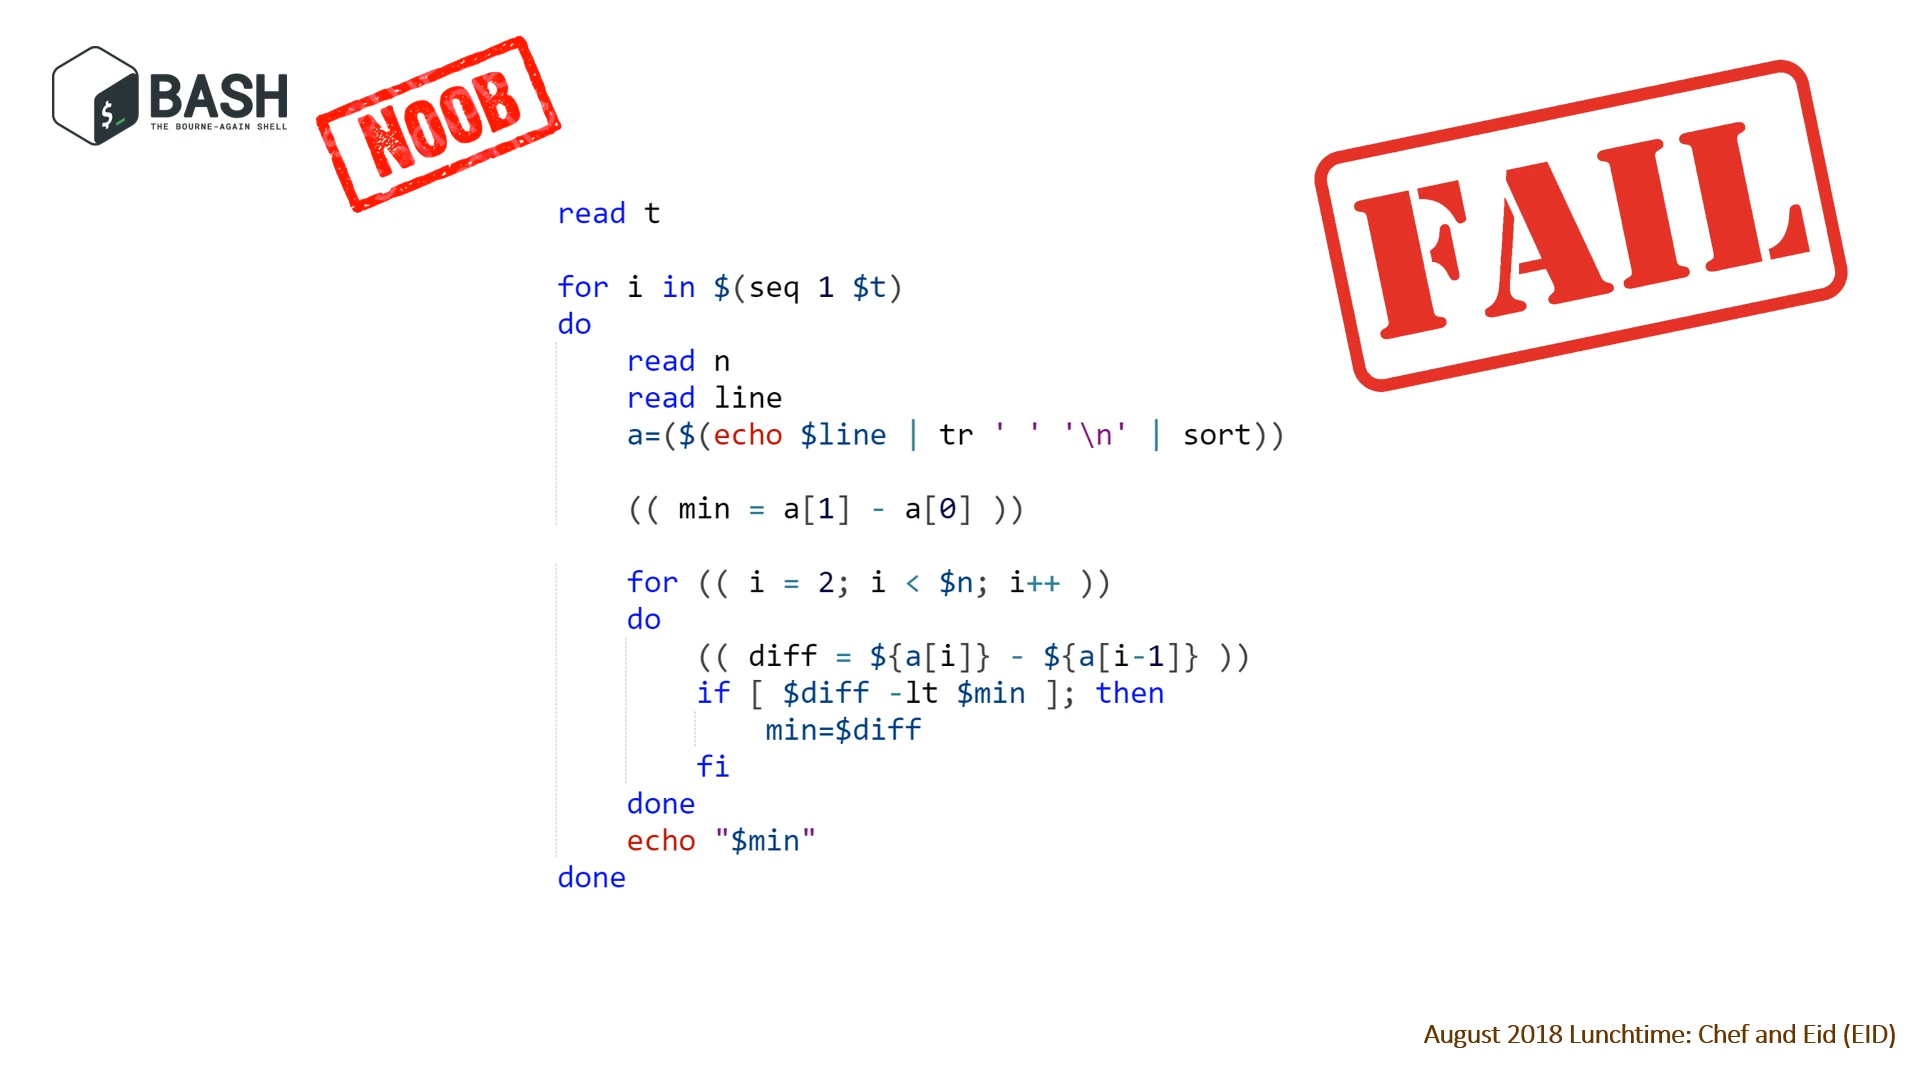 BASH
THE BOURNE-AGAIN SHELL
NOOB
FAIL
read t
for i in $(seq 1 $t)
do
    read n
    read line
    a=($(echo $line | tr ' ' '\n' | sort))
    (( min = a[1] - a[0] ))
    for (( i = 2; i < $n; i++ ))
    do
        (( diff = ${a[i]} - ${a[i-1]} ))
        if [ $diff -lt $min ]; then
            min=$diff
        fi
    done
    echo "$min"
done
August 2018 Lunchtime: Chef and Eid (EID)